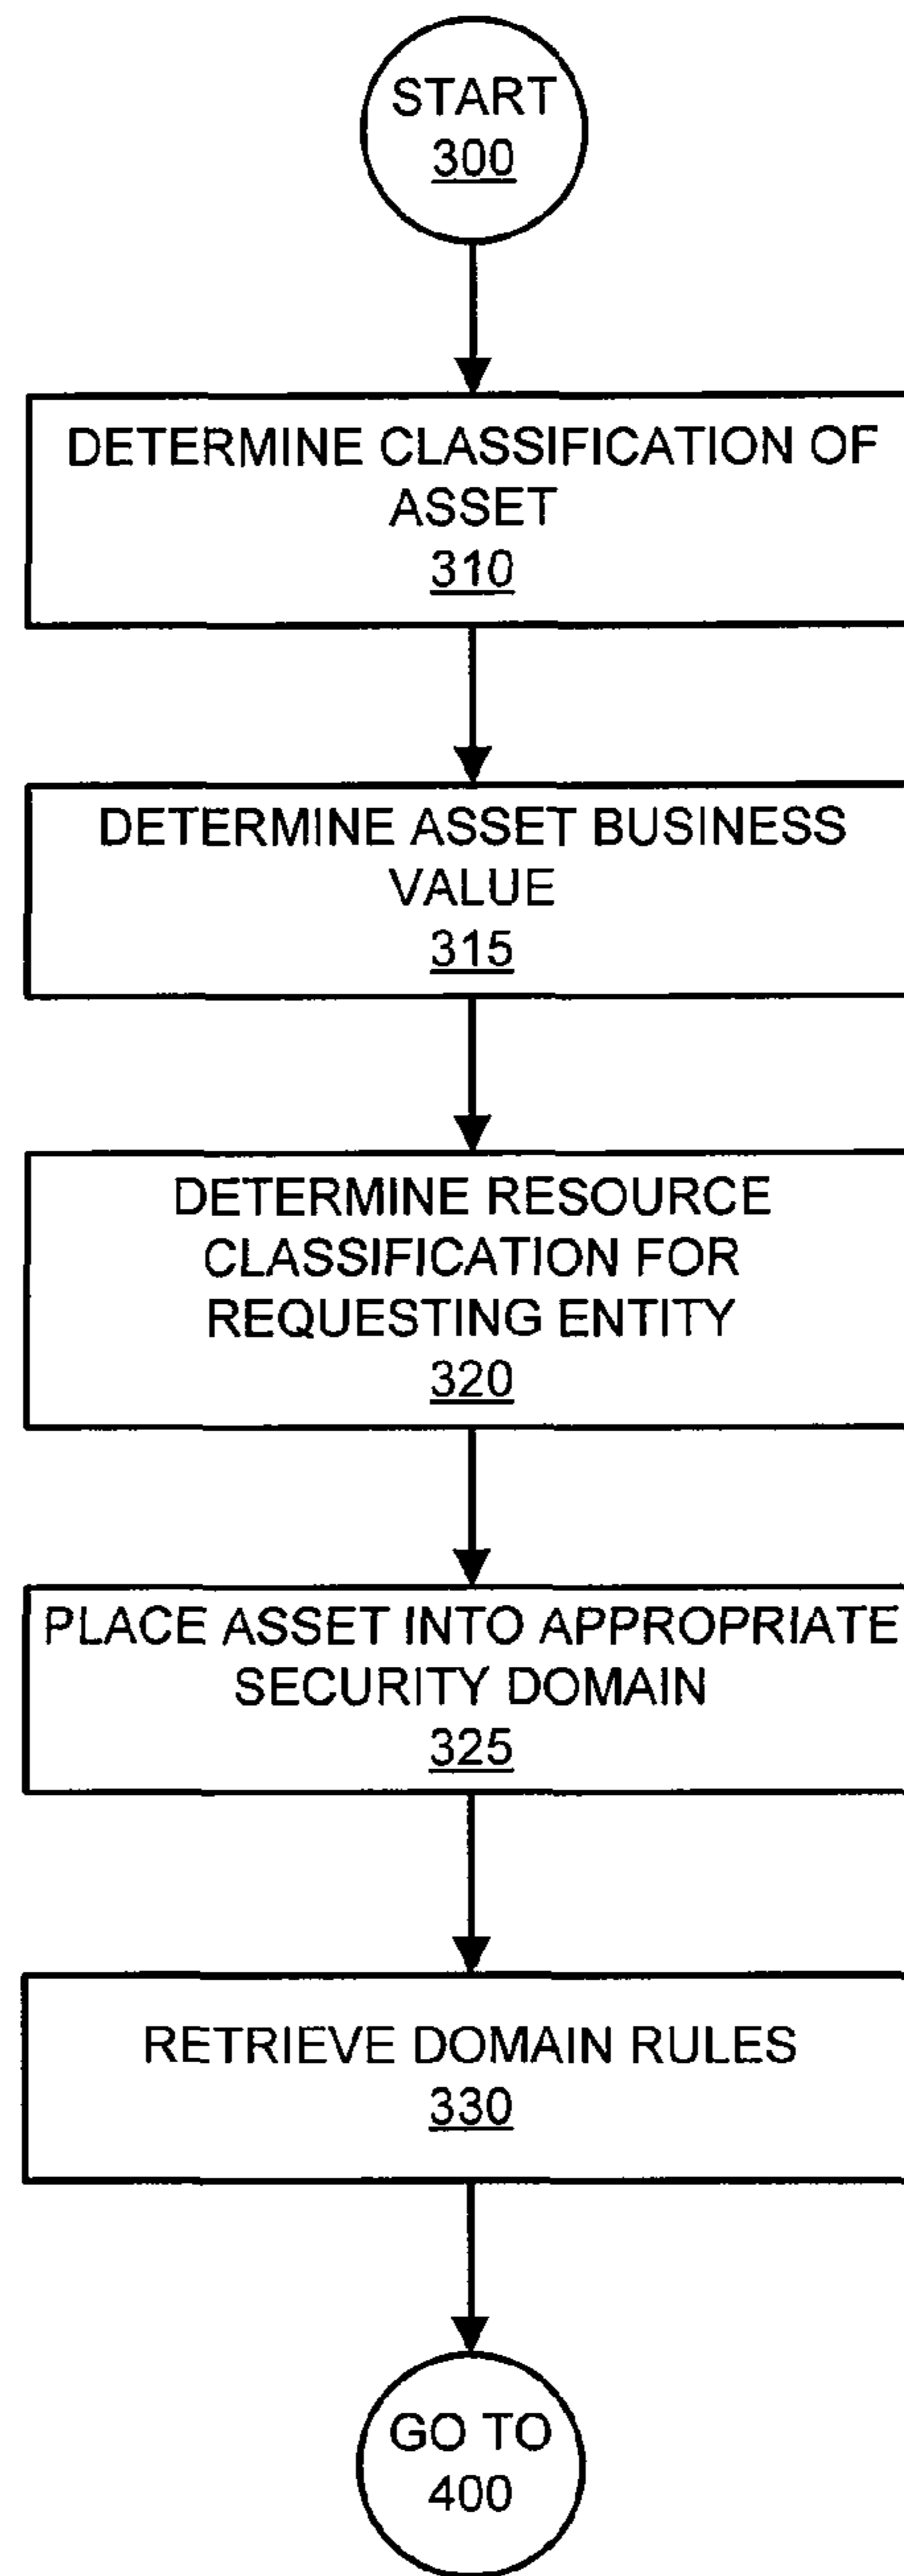 START
300
DETERMINE CLASSIFICATION OF
ASSET
310
DETERMINE ASSET BUSINESS
VALUE
315
DETERMINE RESOURCE
CLASSIFICATION FOR
REQUESTING ENTITY
320
PLACE ASSET INTO APPROPRIATE
SECURITY DOMAIN
325
RETRIEVE DOMAIN RULES
330
GO TO
400